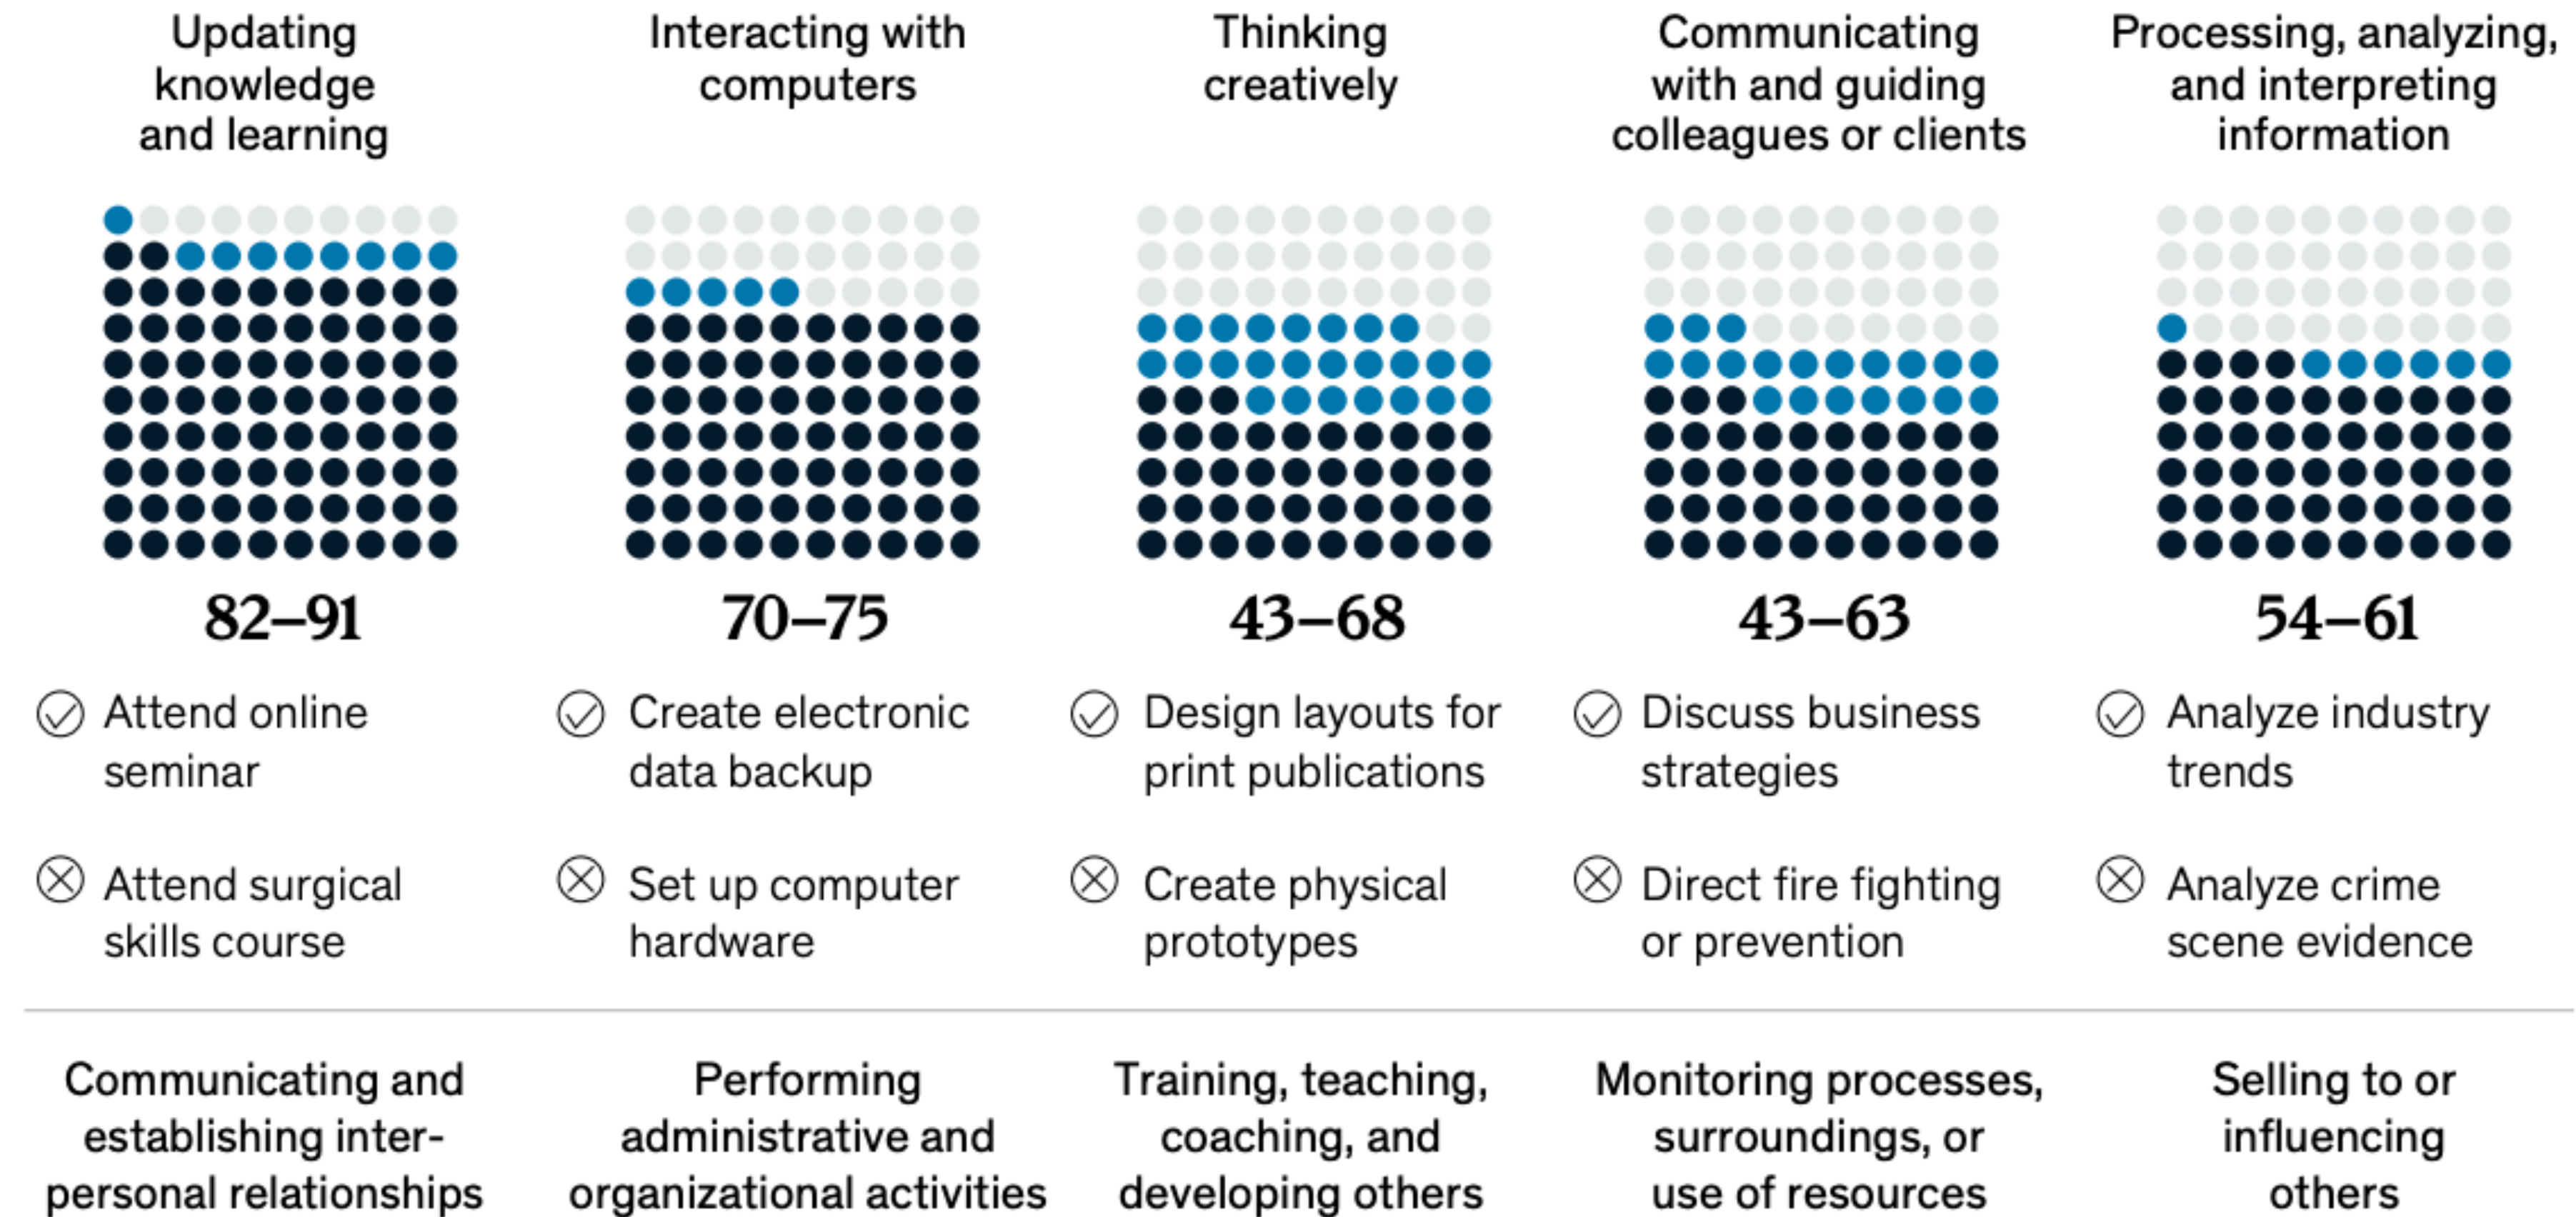 Updating
knowledge
and learning
Interacting with
computers
Thinking
creatively
Communicating
with and guiding
colleagues or clients
Processing, analyzing,
and interpreting
information
82–91
70–75
43–68
43–63
54–61
Attend online
seminar
Create electronic
data backup
Design layouts for
print publications
Discuss business
strategies
Analyze industry
trends
Attend surgical
skills course
Set up computer
hardware
Create physical
prototypes
Direct fire fighting
or prevention
Analyze crime
scene evidence
Communicating and
establishing inter-
personal relationships
Performing
administrative and
organizational activities
Training, teaching,
coaching, and
developing others
Monitoring processes,
surroundings, or
use of resources
Selling to or
influencing
others